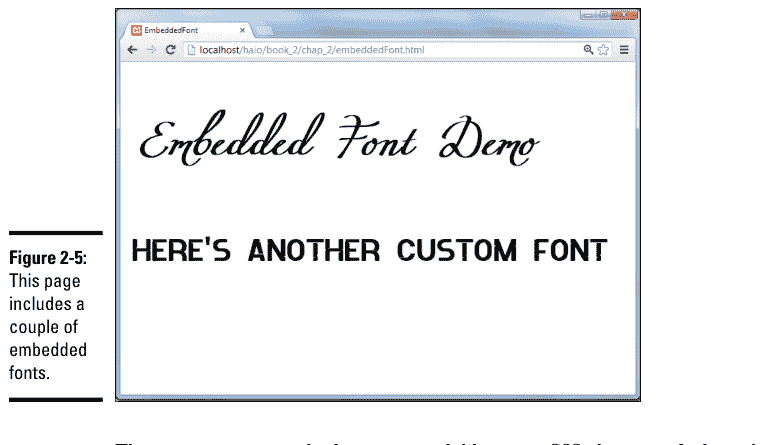 EmbeddedFont
localhost/haio/book_2/chap_2/embeddedFont.html
Embedded Font Demo
HERE'S ANOTHER CUSTOM FONT
Figure 2-5:
This page
includes a
couple of
embedded
fonts.